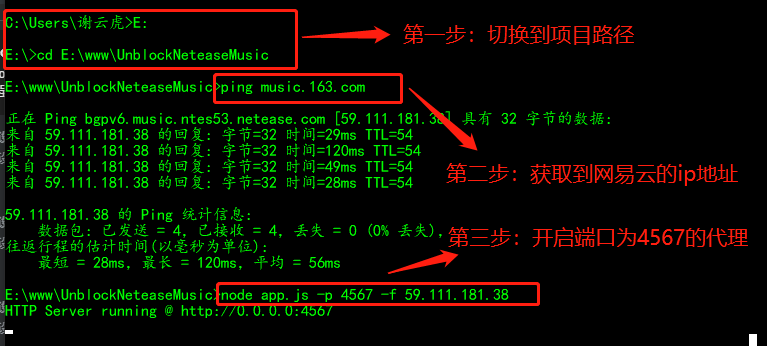 C:\Users\谢云虎>E:
第一步：切换到项目路径
E:\>cd E:\www\UnblockNeteaseMusic
E:\www\UnblockNeteaseMusic>ping music.163.com
正在 Ping bgpv6.music.ntes53.netease.com [59.111.181.38] 具有 32 字节的数据:
来自 59.111.181.38 的回复: 字节=32 时间=29ms TTL=54
来自 59.111.181.38 的回复: 字节=32 时间=120ms TTL=54
来自 59.111.181.38 的回复: 字节=32 时间=49ms TTL=54
来自 59.111.181.38 的回复: 字节=32 时间=28ms TTL=54
第二步：获取到网易云的ip地址
59.111.181.38 的 Ping 统计信息:
数据包: 已发送 = 4, 已接收 = 4, 丢失 = 0 (0% 丢失),
第三步：开启端口为4567的代理
往返行程的估计时间(以毫秒为单位):
最短 = 28ms, 最长 = 120ms, 平均 = 56ms
E:\www\UnblockNeteaseMusic>node app.js -p 4567 -f 59.111.181.38
HTTP Server running @ http://0.0.0.0:4567